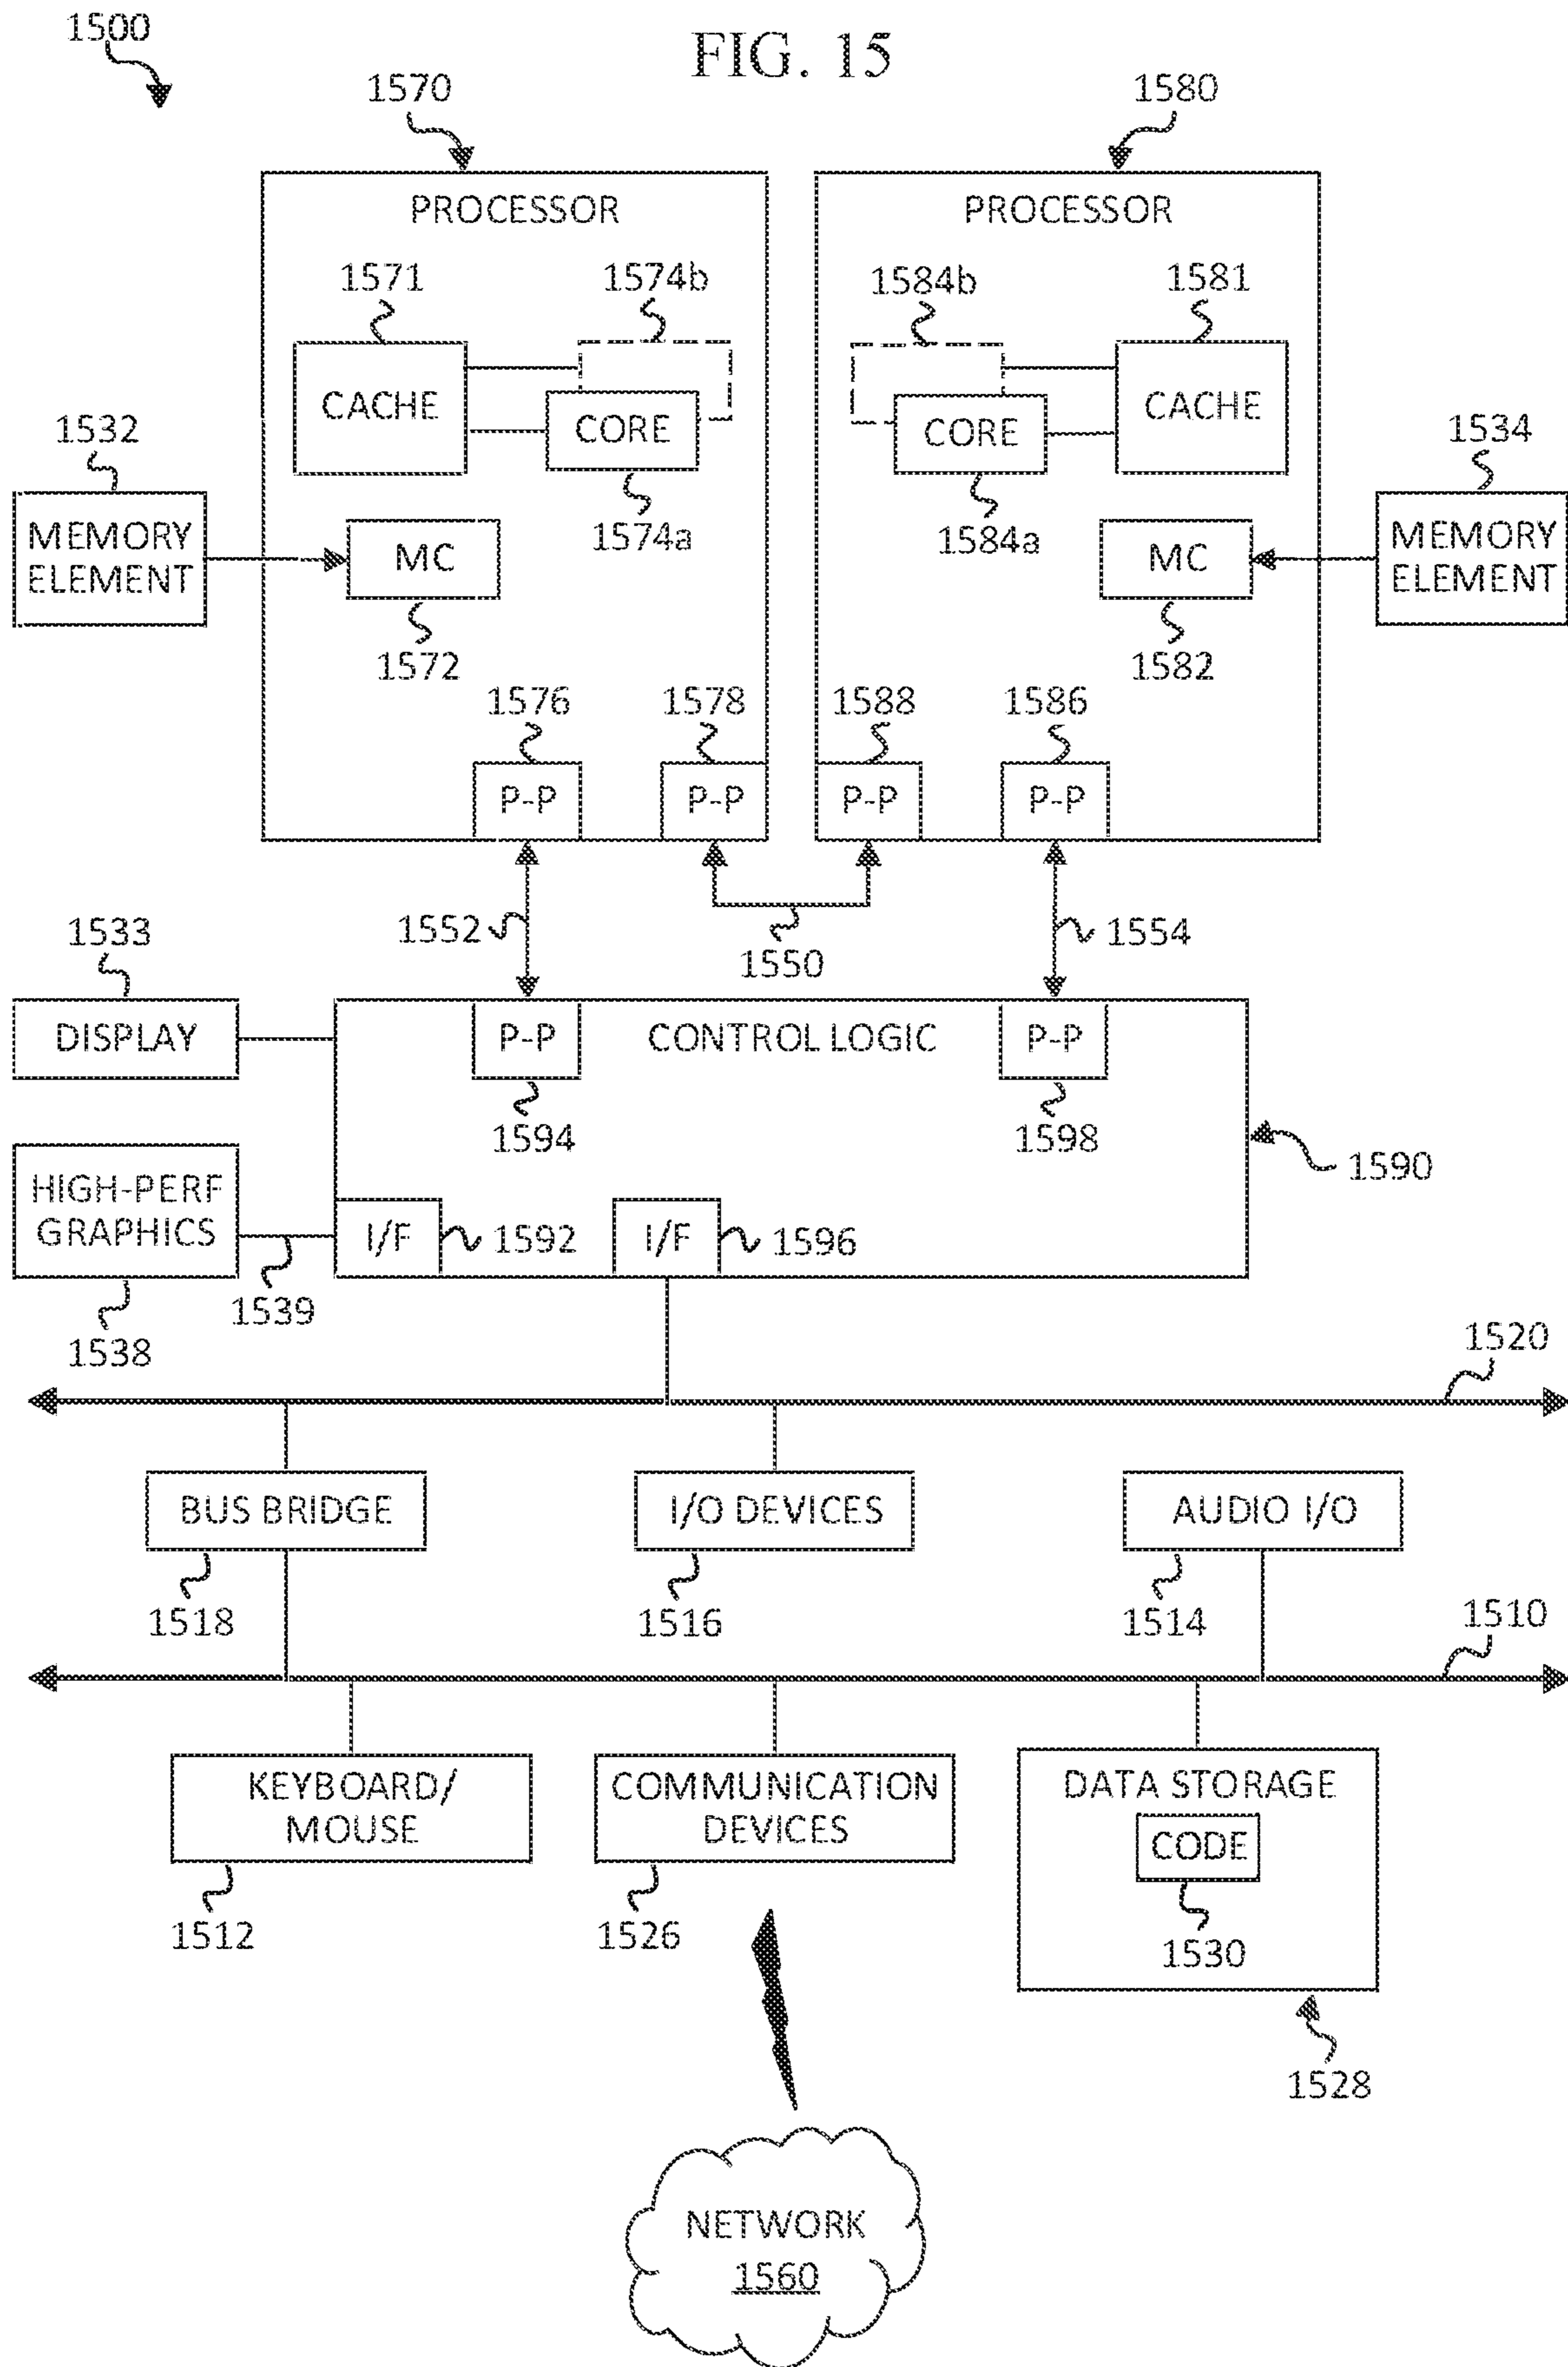 1500
FIG. 15
1570
1580
PROCESSOR
PROCESSOR
1571
1574b
1584b
1581
CACHE
CORE
CORE
CACHE
1532
1534
1574a
1584a
MEMORY
ELEMENT
MC
MC
MEMORY
ELEMENT
1572
1582
1576
1578
1588
1586
P-P
P-P
P-P
P-P
1552
1550
1554
1533
DISPLAY
P-P
CONTROL LOGIC
P-P
1594
1598
1590
HIGH-PERF
GRAPHICS
I/F
1592
I/F
1596
1539
1538
1520
BUS BRIDGE
I/O DEVICES
AUDIO I/O
1518
1516
1514
1510
KEYBOARD/
MOUSE
COMMUNICATION
DEVICES
DATA STORAGE
CODE
1512
1526
1530
1528
NETWORK
1560